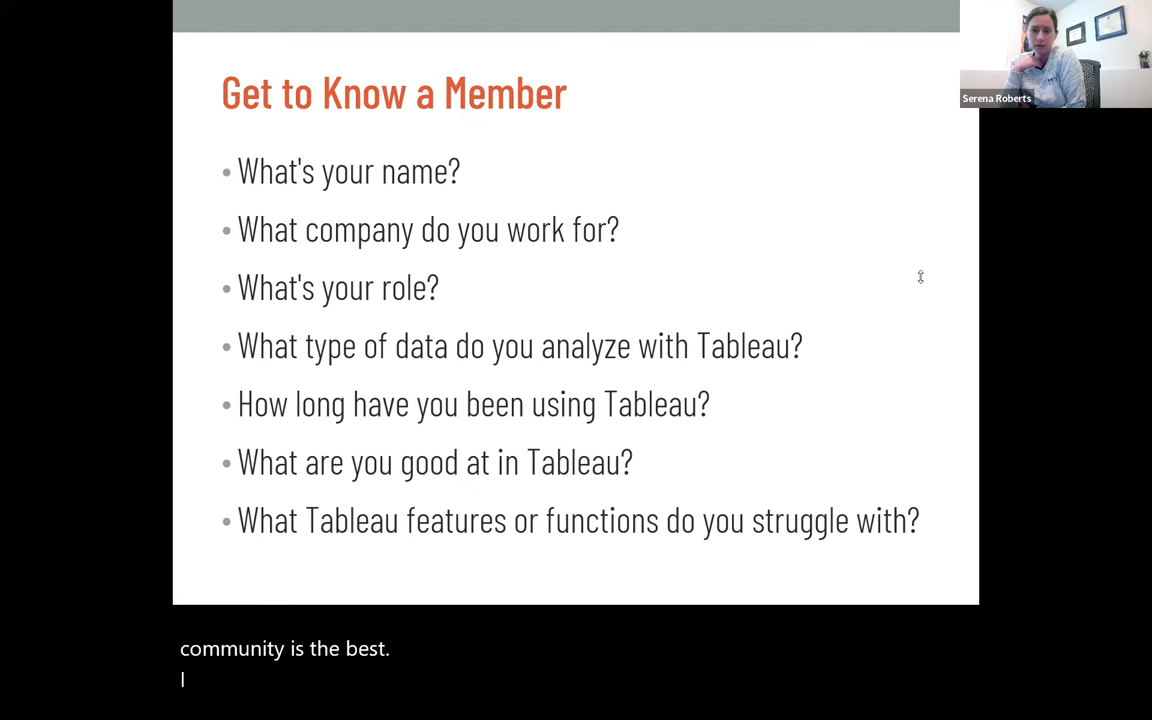 Get to Know a Member
Serena Roberts
• What's your name?
• What company do you work for?
• What's your role?
• What type of data do you analyze with Tableau?
• How long have you been using Tableau?
• What are you good at in Tableau?
• What Tableau features or functions do you struggle with?
community is the best.
I